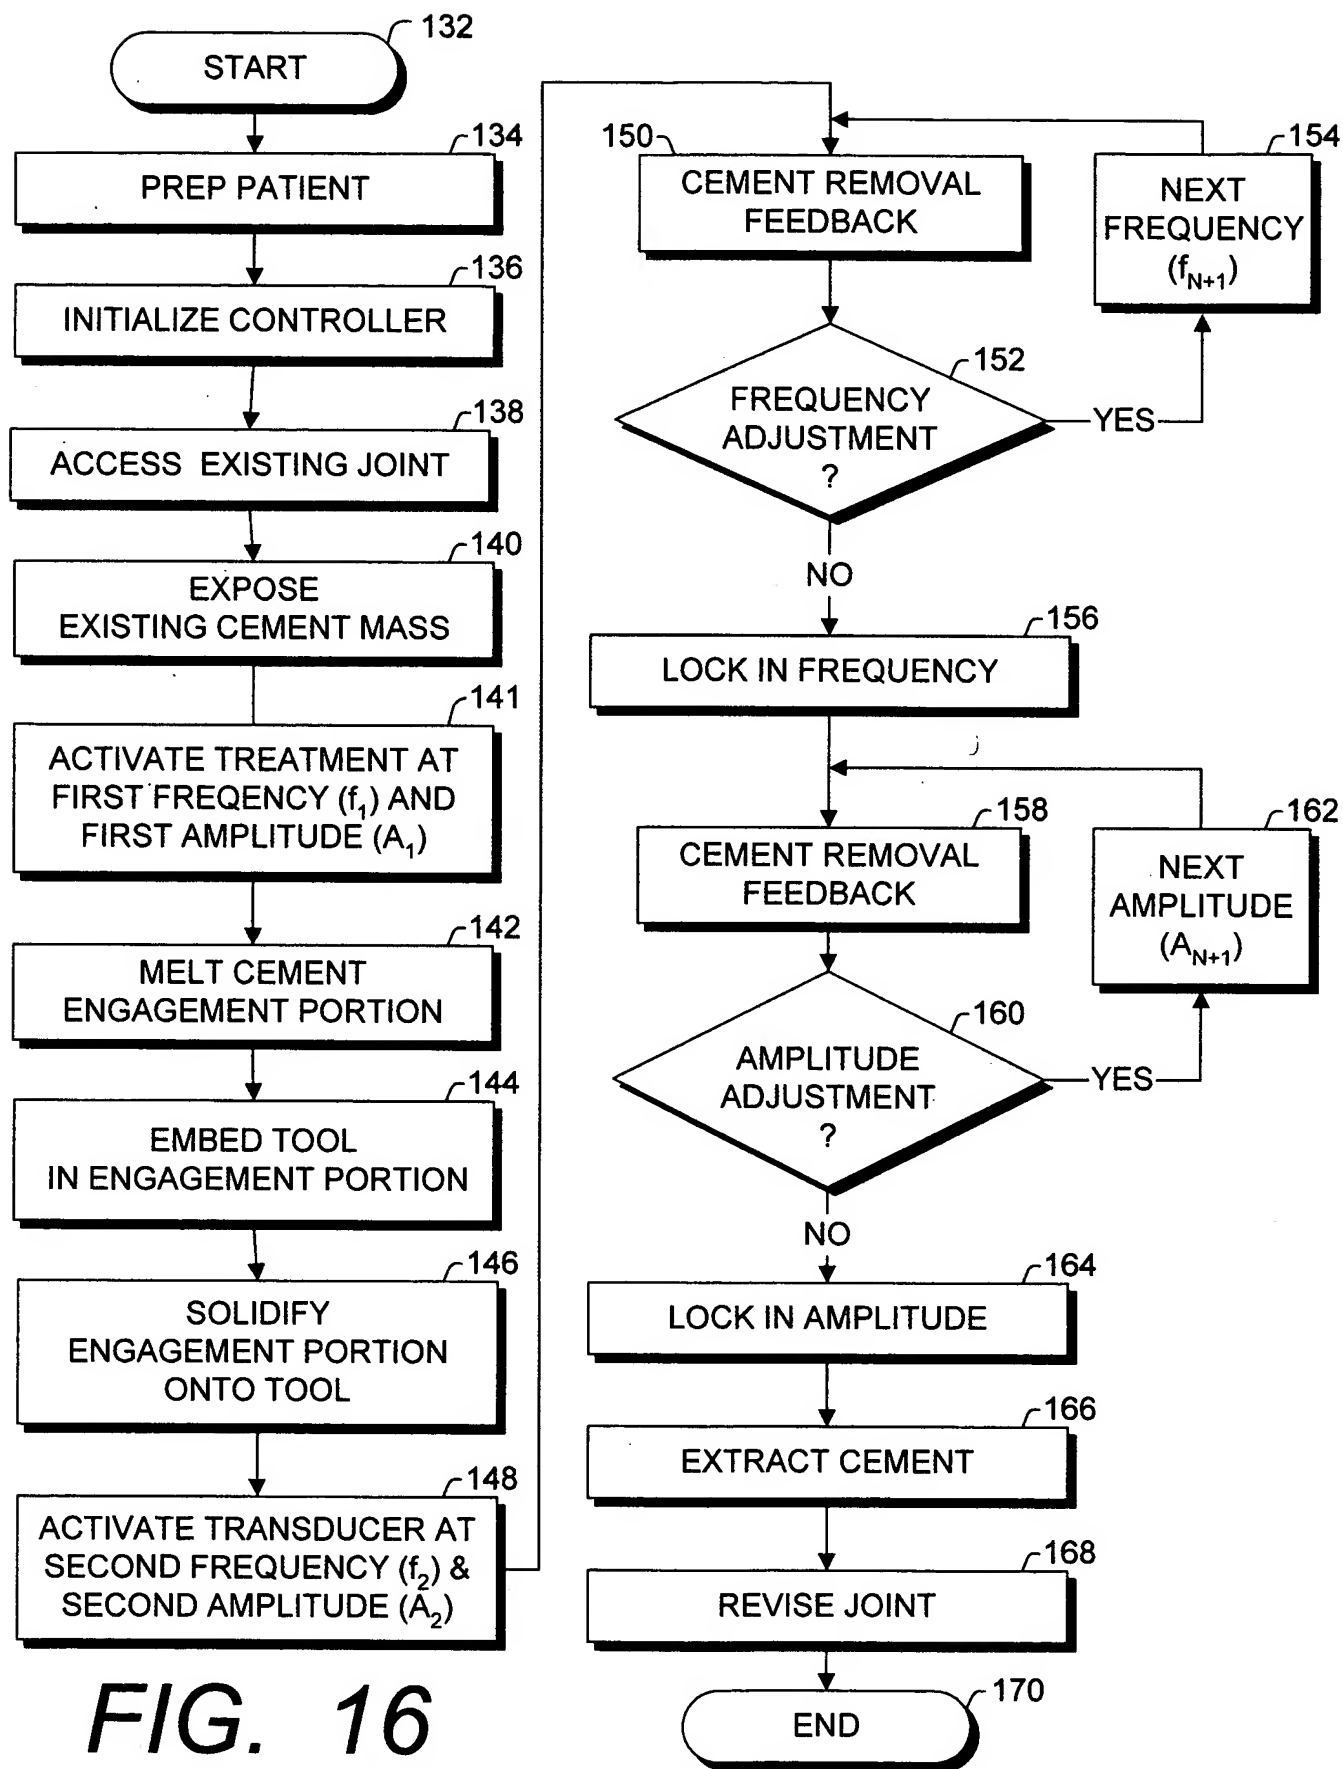 132
START
134
PREP PATIENT
136
INITIALIZE CONTROLLER
138
ACCESS EXISTING JOINT
140
EXPOSE
EXISTING CEMENT MASS
141
ACTIVATE TREATMENT AT
FIRST FREQENCY (f₁) AND
FIRST AMPLITUDE (A₁)
142
MELT CEMENT
ENGAGEMENT PORTION
144
EMBED TOOL
IN ENGAGEMENT PORTION
146
SOLIDIFY
ENGAGEMENT PORTION
ONTO TOOL
148
ACTIVATE TRANSDUCER AT
SECOND FREQUENCY (f₂) &
SECOND AMPLITUDE (A₂)
150
CEMENT REMOVAL
FEEDBACK
154
NEXT
FREQUENCY
(f_N+1)
152
FREQUENCY
ADJUSTMENT
?
YES
NO
156
LOCK IN FREQUENCY
158
CEMENT REMOVAL
FEEDBACK
162
NEXT
AMPLITUDE
(A_N+1)
160
AMPLITUDE
ADJUSTMENT
?
YES
NO
164
LOCK IN AMPLITUDE
166
EXTRACT CEMENT
168
REVISE JOINT
170
END
FIG. 16